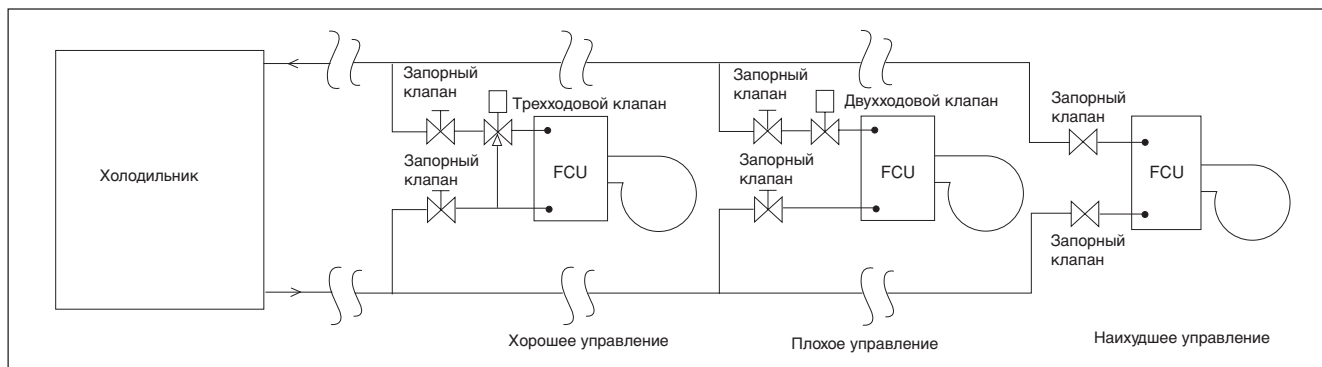 Холодильник
Запорный
клапан
Трехходовой клапан
Запорный
клапан
FCU
Хорошее управление
Запорный
клапан
Двухходовой клапан
Запорный
клапан
FCU
Плохое управление
Запорный
клапан
FCU
Запорный
клапан
Наихудшее управление